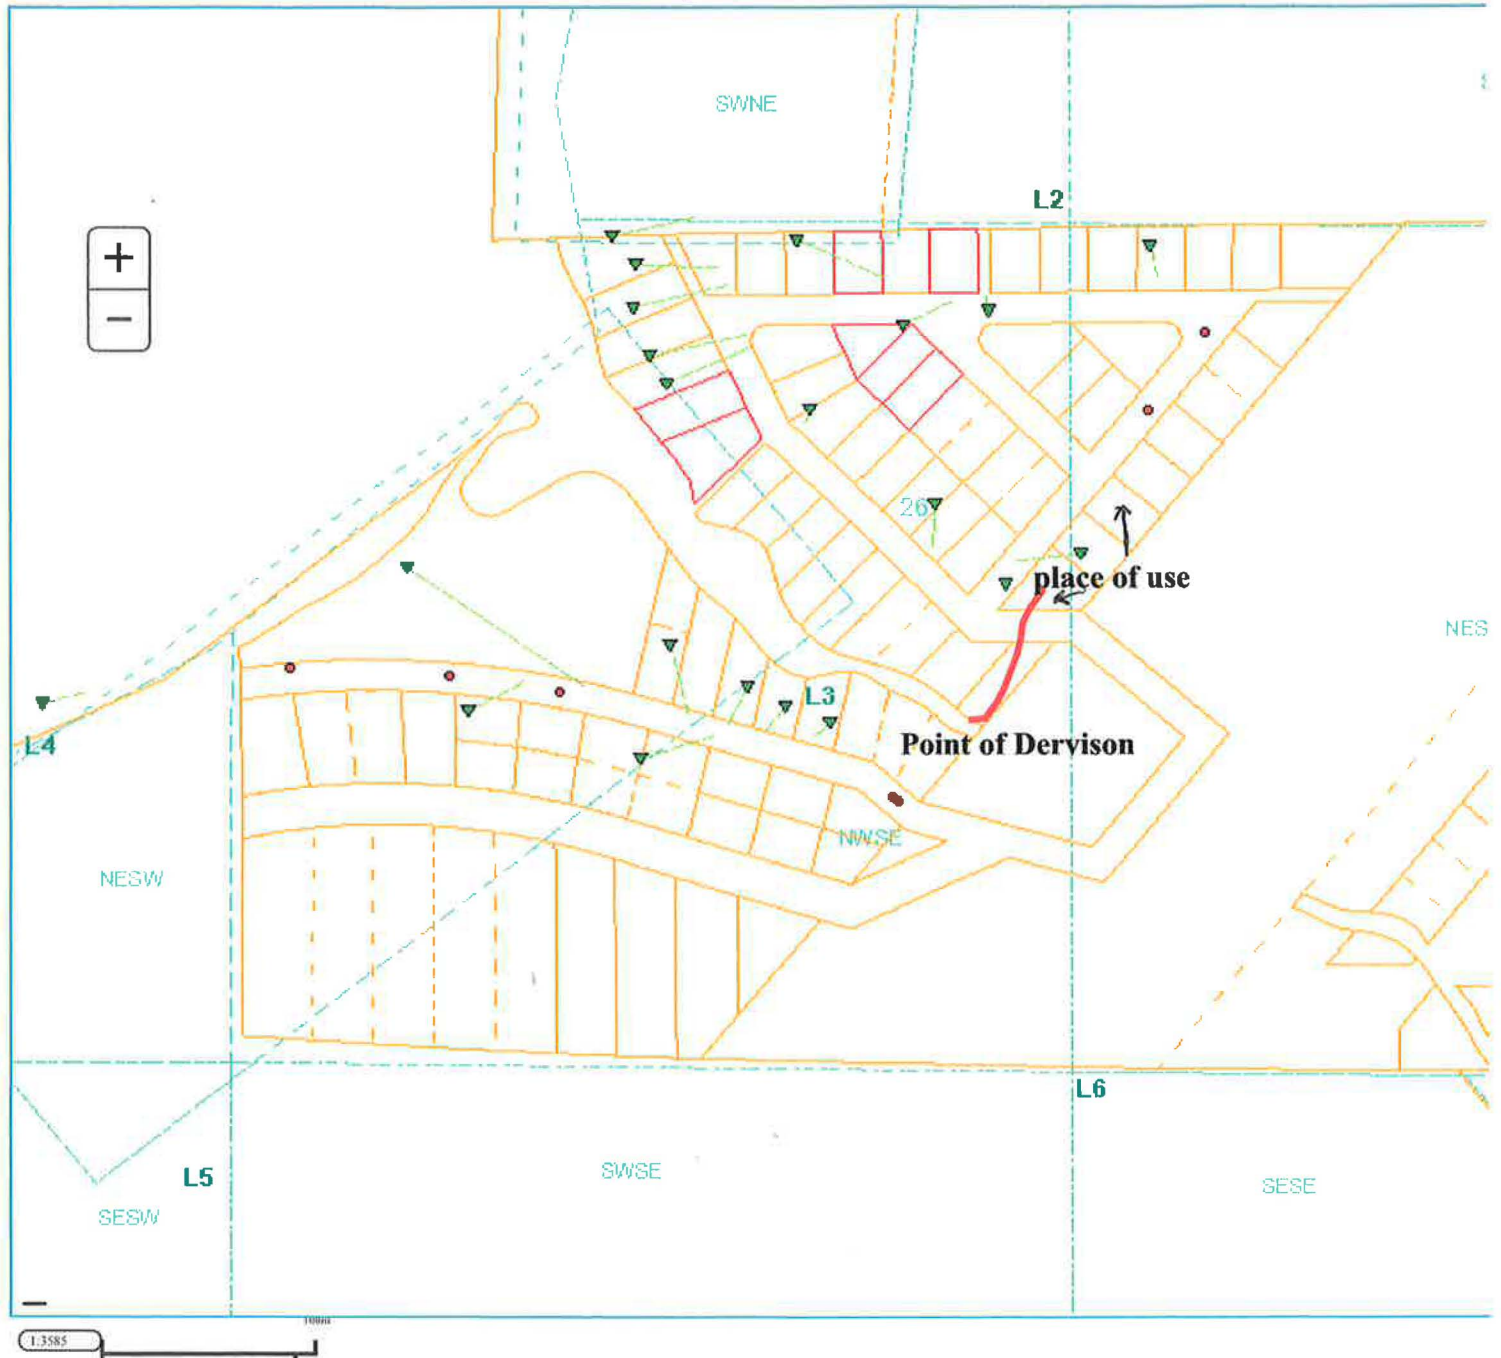 SWNE
L2
+
−
26
place of use
NES
L3
L4
Point of Dervison
NWSE
NESW
L6
L5
SWSE
SESE
SESW
1:3585